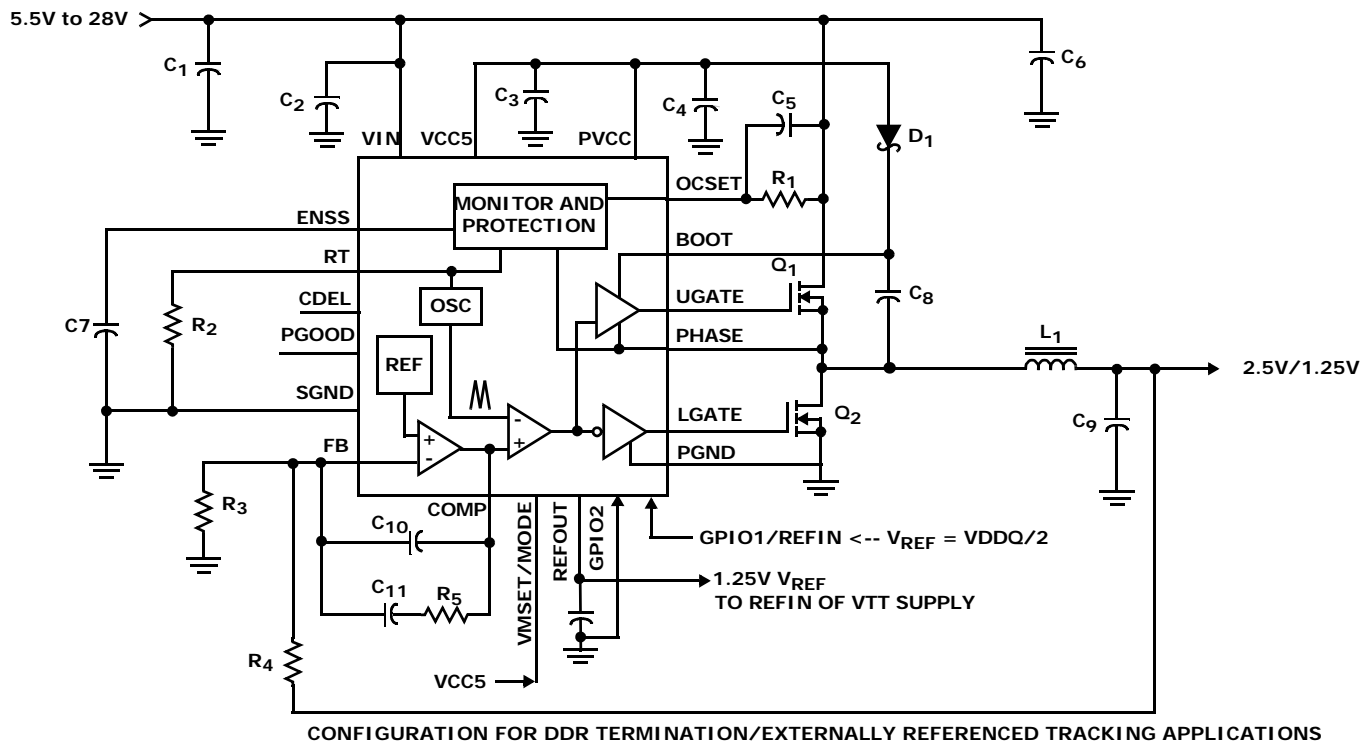 5.5V to 28V
C1
C2
C3
C4
C5
C6
D1
VIN
VCC5
PVCC
OCSET
R1
MONITOR AND
PROTECTION
ENSS
BOOT
RT
Q1
CDEL
OSC
UGATE
C8
C7
R2
PGOOD
PHASE
L1
REF
2.5V/1.25V
SGND
LGATE
Q2
C9
+
-
-
+
FB
PGND
R3
COMP
C10
VMSET/MODE
REFOUT
GPIO2
GPIO1/REFIN <-- VREF = VDDQ/2
C11
R5
1.25V VREF
TO REFIN OF VTT SUPPLY
R4
VCC5
CONFIGURATION FOR DDR TERMINATION/EXTERNALLY REFERENCED TRACKING APPLICATIONS